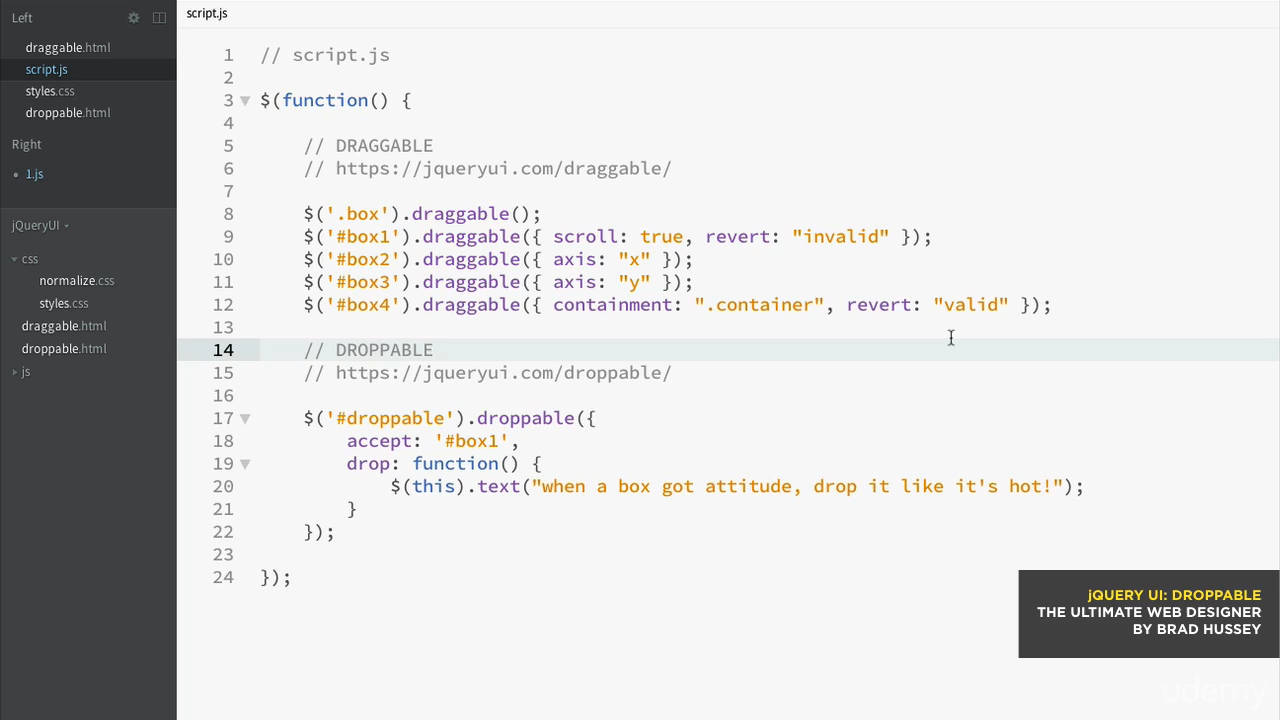 Left
draggable.html
script.js
styles.css
droppable.html
Right
1.js
jQueryUI
css
normalize.css
styles.css
draggable.html
droppable.html
js
script.js
1 // script.js
2
3 $(function() {
4
5 // DRAGGABLE
6 // https://jqueryui.com/draggable/
7
8 $('.box').draggable();
9 $('#box1').draggable({ scroll: true, revert: "invalid" });
10 $('#box2').draggable({ axis: "x" });
11 $('#box3').draggable({ axis: "y" });
12 $('#box4').draggable({ containment: ".container", revert: "valid" });
13
14 // DROPPABLE
15 // https://jqueryui.com/droppable/
16
17 $('#droppable').droppable({
18 accept: '#box1',
19 drop: function() {
20 $(this).text("when a box got attitude, drop it like it's hot!");
21 }
22 });
23
24 });
jQUERY UI: DROPPABLE
THE ULTIMATE WEB DESIGNER
BY BRAD HUSSEY
udemy